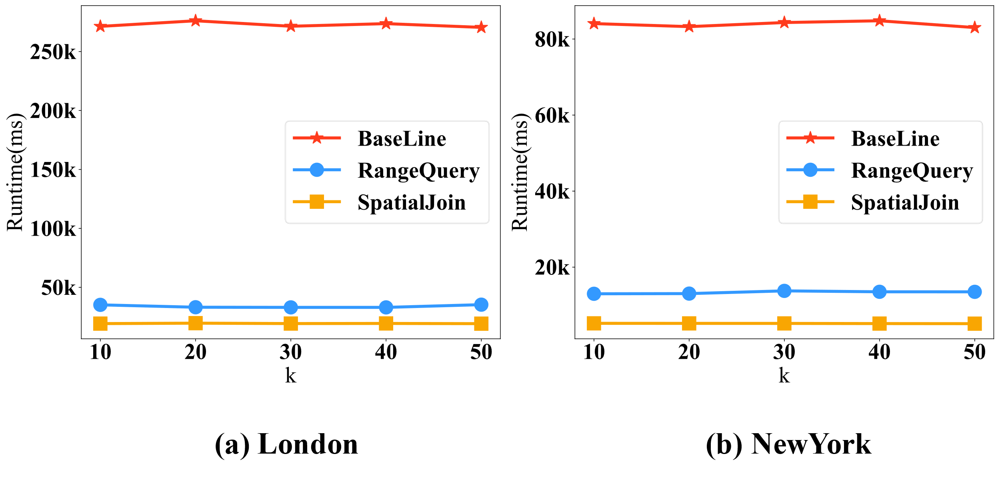 Runtime(ms)
250k
200k
150k
100k
50k
BaseLine
RangeQuery
SpatialJoin
10 20 30 40 50
k
(a) London
Runtime(ms)
80k
60k
40k
20k
BaseLine
RangeQuery
SpatialJoin
10 20 30 40 50
k
(b) NewYork